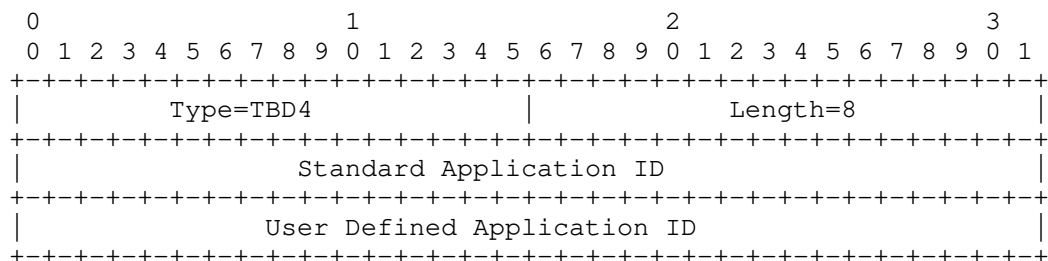 0                   1                   2                   3
 0 1 2 3 4 5 6 7 8 9 0 1 2 3 4 5 6 7 8 9 0 1 2 3 4 5 6 7 8 9 0 1
+-+-+-+-+-+-+-+-+-+-+-+-+-+-+-+-+-+-+-+-+-+-+-+-+-+-+-+-+-+-+-+-+
|         Type=TBD4             |            Length=8           |
+-+-+-+-+-+-+-+-+-+-+-+-+-+-+-+-+-+-+-+-+-+-+-+-+-+-+-+-+-+-+-+-+
|                 Standard Application ID                       |
+-+-+-+-+-+-+-+-+-+-+-+-+-+-+-+-+-+-+-+-+-+-+-+-+-+-+-+-+-+-+-+-+
|               User Defined Application ID                     |
+-+-+-+-+-+-+-+-+-+-+-+-+-+-+-+-+-+-+-+-+-+-+-+-+-+-+-+-+-+-+-+-+